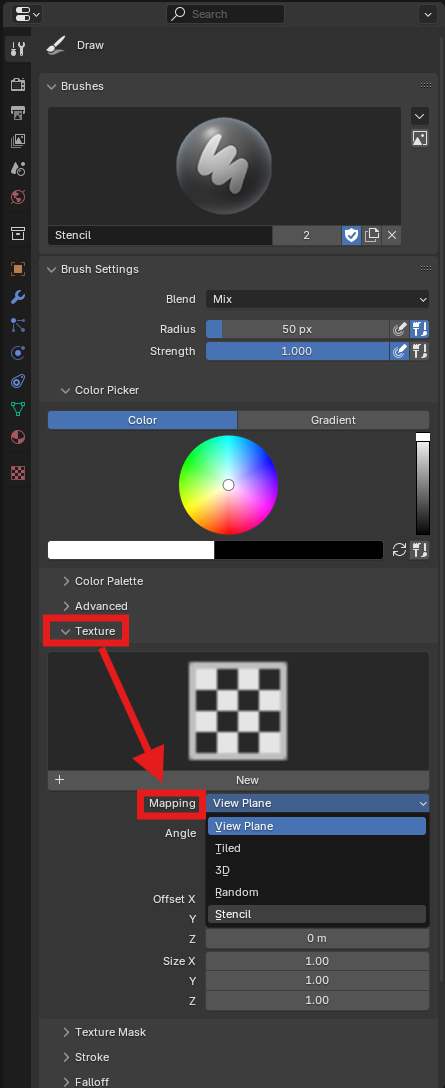 Search
Draw
Brushes
Stencil 2
Brush Settings
Blend Mix
Radius 50 px
Strength 1.000
Color Picker
Color Gradient
Color Palette
Advanced
Texture
New
Mapping View Plane
View Plane
Angle
Tiled
3D
Random
Offset X
Stencil
Y
Z 0 m
Size X 1.00
Y 1.00
Z 1.00
Texture Mask
Stroke
Falloff